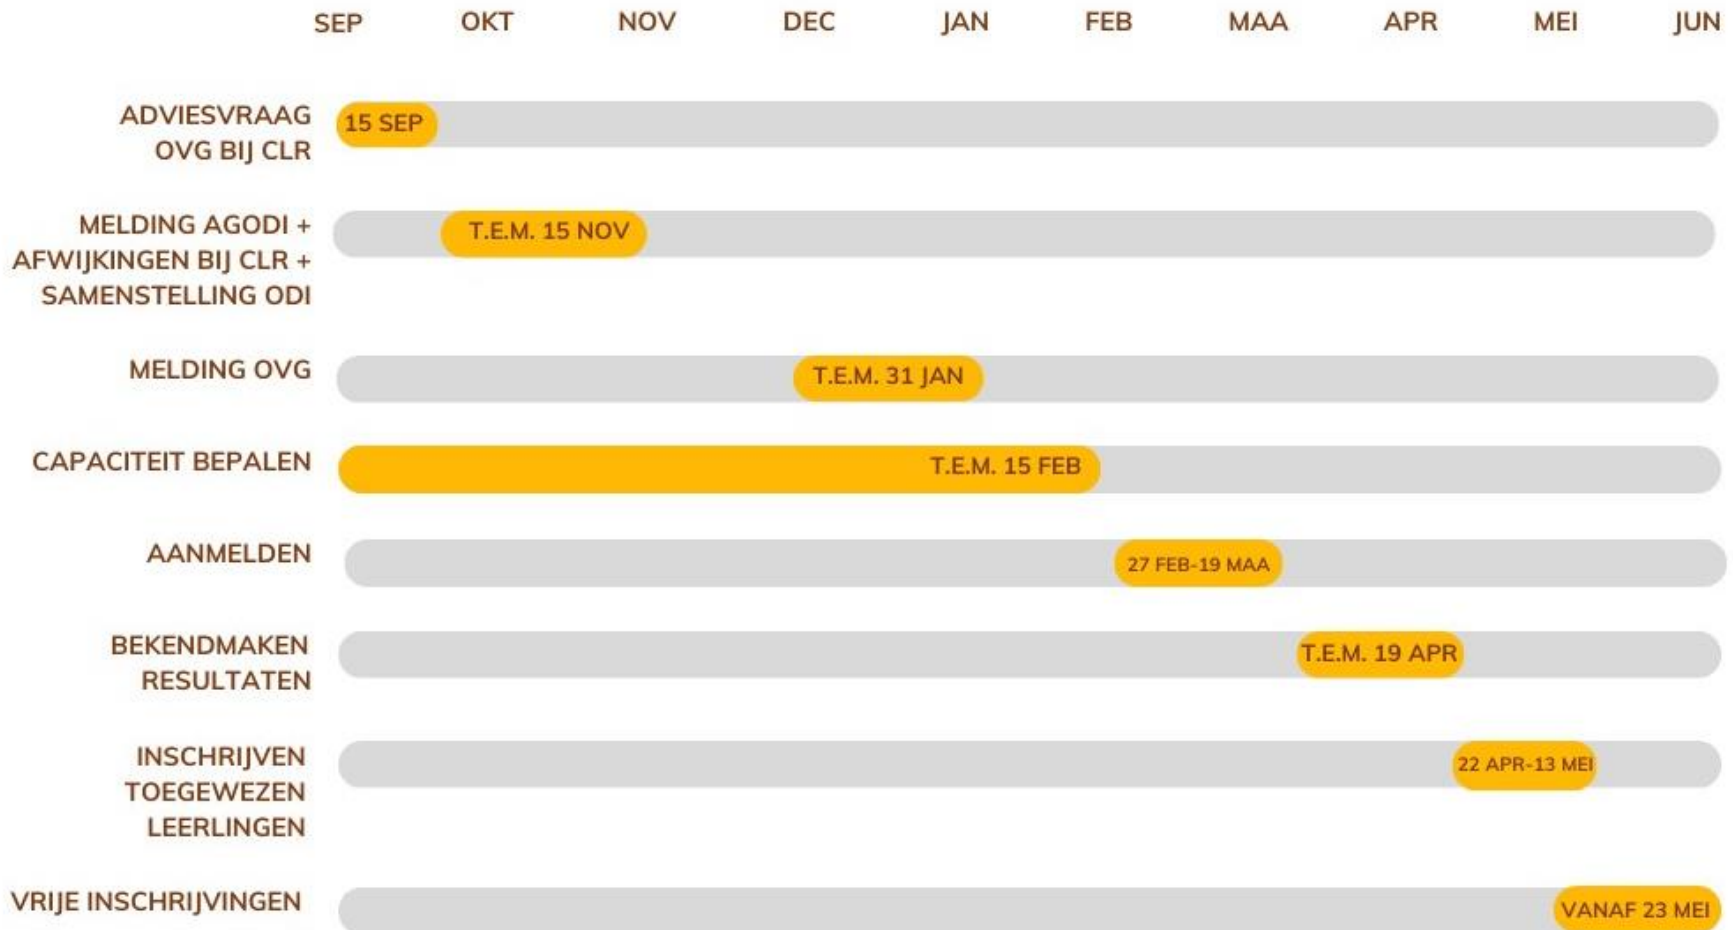 SEP OKT NOV DEC JAN FEB MAA APR MEI JUN
ADVIESVRAAG
OVG BIJ CLR
15 SEP
MELDING AGODI +
AFWIJKINGEN BIJ CLR +
SAMENSTELLING ODI
T.E.M. 15 NOV
MELDING OVG
T.E.M. 31 JAN
CAPACITEIT BEPALEN
T.E.M. 15 FEB
AANMELDEN
27 FEB-19 MAA
BEKENDMAKEN
RESULTATEN
T.E.M. 19 APR
INSCHRIJVEN
TOEGEWEZEN
LEERLINGEN
22 APR-13 MEI
VRIJE INSCHRIJVINGEN
VANAF 23 MEI